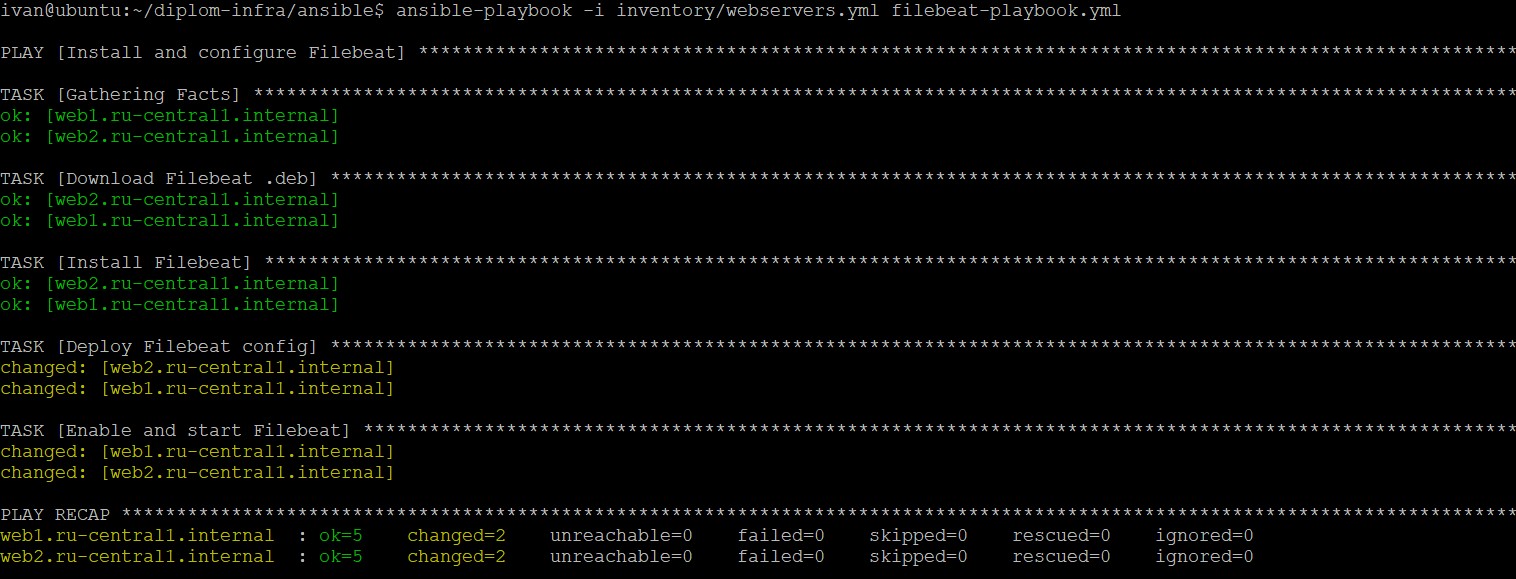 ivan@ubuntu:~/diplom-infra/ansible$ ansible-playbook -i inventory/webservers.yml filebeat-playbook.yml
PLAY [Install and configure Filebeat] ****************************************************************************************************
TASK [Gathering Facts] *******************************************************************************************************************
ok: [web1.ru-central1.internal]
ok: [web2.ru-central1.internal]
TASK [Download Filebeat .deb] ************************************************************************************************************
ok: [web2.ru-central1.internal]
ok: [web1.ru-central1.internal]
TASK [Install Filebeat] ******************************************************************************************************************
ok: [web2.ru-central1.internal]
ok: [web1.ru-central1.internal]
TASK [Deploy Filebeat config] ************************************************************************************************************
changed: [web2.ru-central1.internal]
changed: [web1.ru-central1.internal]
TASK [Enable and start Filebeat] *********************************************************************************************************
changed: [web1.ru-central1.internal]
changed: [web2.ru-central1.internal]
PLAY RECAP *******************************************************************************************************************************
web1.ru-central1.internal  : ok=5    changed=2    unreachable=0    failed=0    skipped=0    rescued=0    ignored=0
web2.ru-central1.internal  : ok=5    changed=2    unreachable=0    failed=0    skipped=0    rescued=0    ignored=0